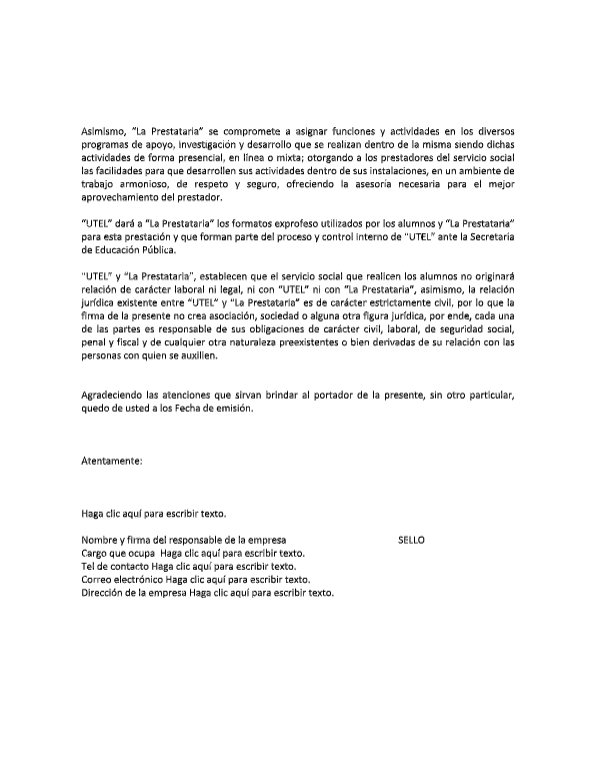 Asimismo, "La Prestataria" se compromete a asignar funciones y actividades en los diversos
programas de apoyo, investigación y desarrollo que se realizan dentro de la misma siendo dichas
actividades de forma presencial, en línea o mixta; otorgando a los prestadores del servicio social
las facilidades para que desarrollen sus actividades dentro de sus instalaciones, en un ambiente de
trabajo armonioso, de respeto y seguro, ofreciendo la asesoría necesaria para el mejor
aprovechamiento del prestador.
"UTEL" dará a "La Prestataria" los formatos exprofeso utilizados por los alumnos y "La Prestataria"
para esta prestación y que forman parte del proceso y control interno de "UTEL" ante la Secretaría
de Educación Pública.
"UTEL" y "La Prestataria", establecen que el servicio social que realicen los alumnos no originará
relación de carácter laboral ni legal, ni con "UTEL" ni con "La Prestataria", asimismo, la relación
jurídica existente entre "UTEL" y "La Prestataria" es de carácter estrictamente civil, por lo que la
firma de la presente no crea asociación, sociedad o alguna otra figura jurídica, por ende, cada una
de las partes es responsable de sus obligaciones de carácter civil, laboral, de seguridad social,
penal y fiscal y de cualquier otra naturaleza preexistentes o bien derivadas de su relación con las
personas con quien se auxilien.
Agradeciendo las atenciones que sirvan brindar al portador de la presente, sin otro particular,
quedo de usted a los Fecha de emisión.
Atentamente:
Haga clic aquí para escribir texto.
Nombre y firma del responsable de la empresa SELLO
Cargo que ocupa Haga clic aquí para escribir texto.
Tel de contacto Haga clic aquí para escribir texto.
Correo electrónico Haga clic aquí para escribir texto.
Dirección de la empresa Haga clic aquí para escribir texto.